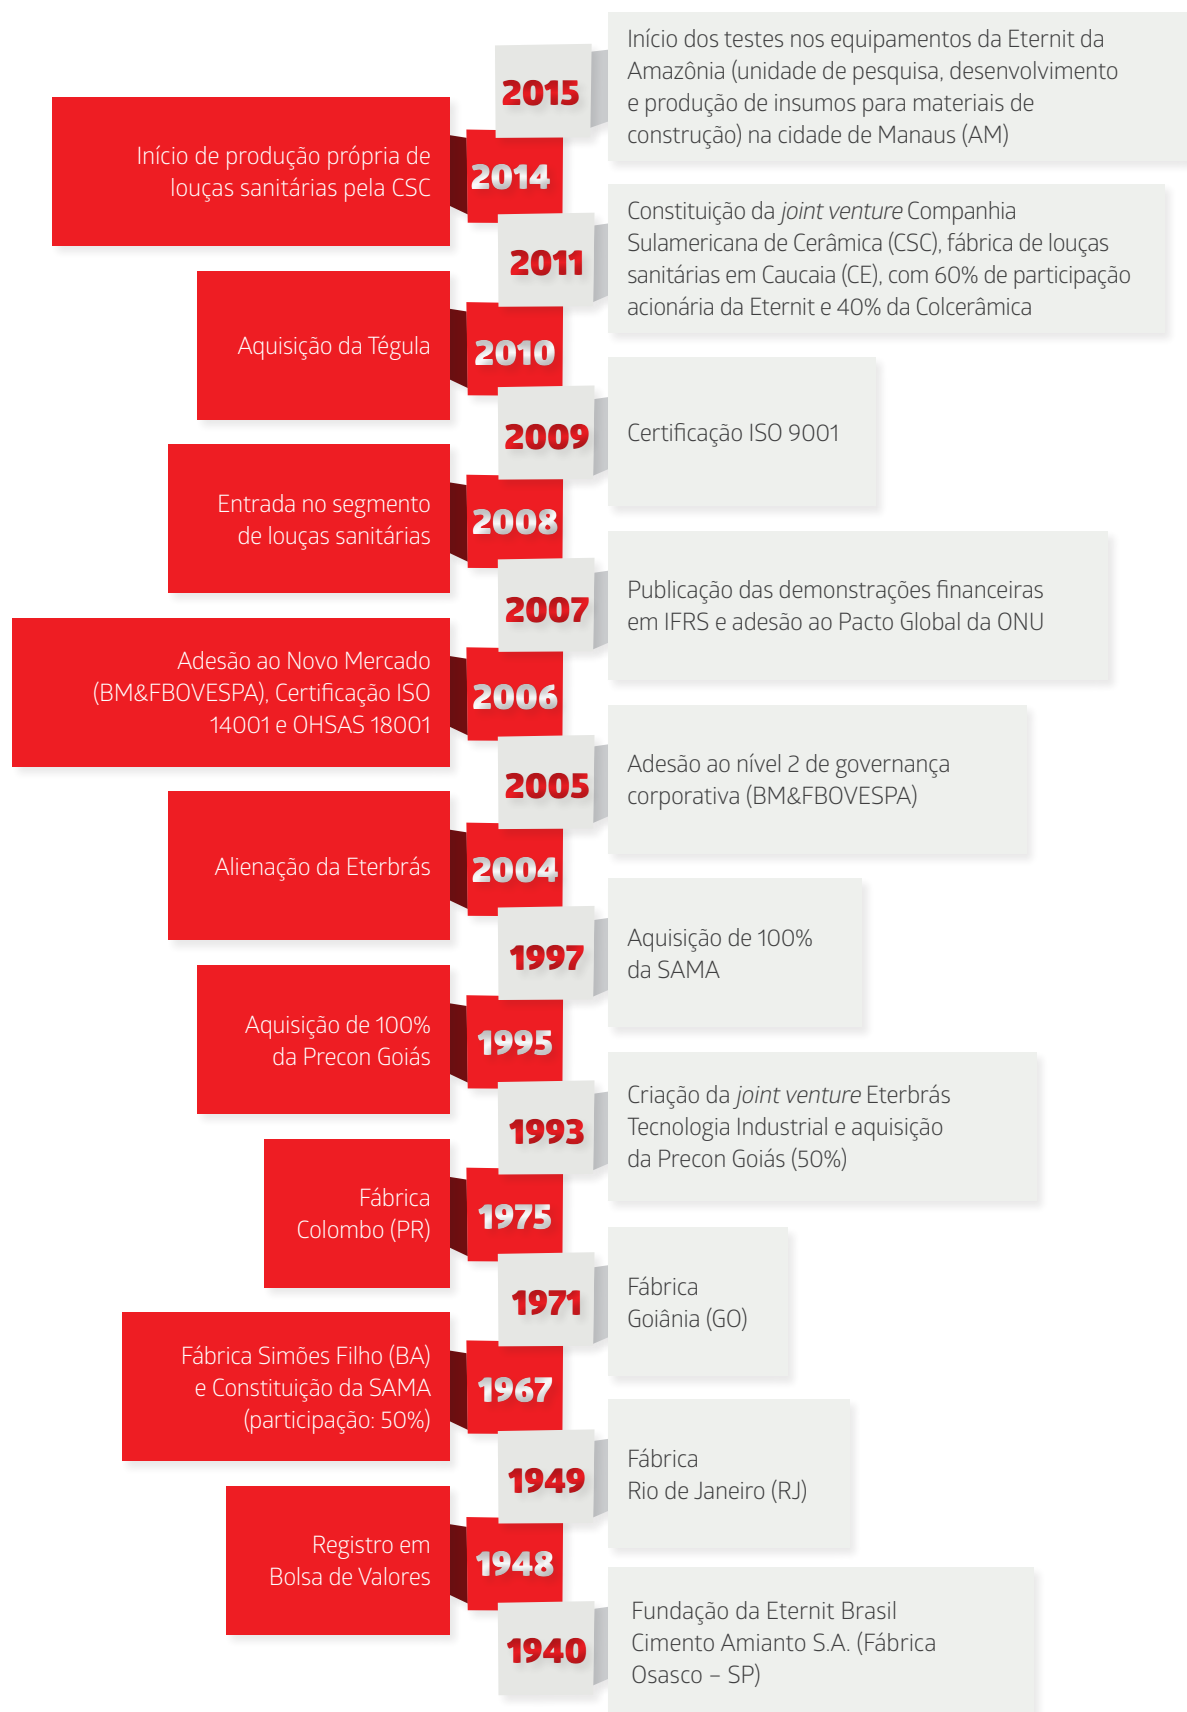 2015
Início dos testes nos equipamentos da Eternit da
Amazônia (unidade de pesquisa, desenvolvimento
e produção de insumos para materiais de
construção) na cidade de Manaus (AM)
Início de produção própria de
louças sanitárias pela CSC
2014
2011
Constituição da joint venture Companhia
Sulamericana de Cerâmica (CSC), fábrica de louças
sanitárias em Caucaia (CE), com 60% de participação
acionária da Eternit e 40% da Colcerâmica
Aquisição da Tégula
2010
2009
Certificação ISO 9001
Entrada no segmento
de louças sanitárias
2008
2007
Publicação das demonstrações financeiras
em IFRS e adesão ao Pacto Global da ONU
Adesão ao Novo Mercado
(BM&FBOVESPA), Certificação ISO
14001 e OHSAS 18001
2006
2005
Adesão ao nível 2 de governança
corporativa (BM&FBOVESPA)
Alienação da Eterbrás
2004
1997
Aquisição de 100%
da SAMA
Aquisição de 100%
da Precon Goiás
1995
1993
Criação da joint venture Eterbrás
Tecnologia Industrial e aquisição
da Precon Goiás (50%)
Fábrica
Colombo (PR)
1975
1971
Fábrica
Goiânia (GO)
Fábrica Simões Filho (BA)
e Constituição da SAMA
(participação: 50%)
1967
1949
Fábrica
Rio de Janeiro (RJ)
Registro em
Bolsa de Valores
1948
1940
Fundação da Eternit Brasil
Cimento Amianto S.A. (Fábrica
Osasco – SP)